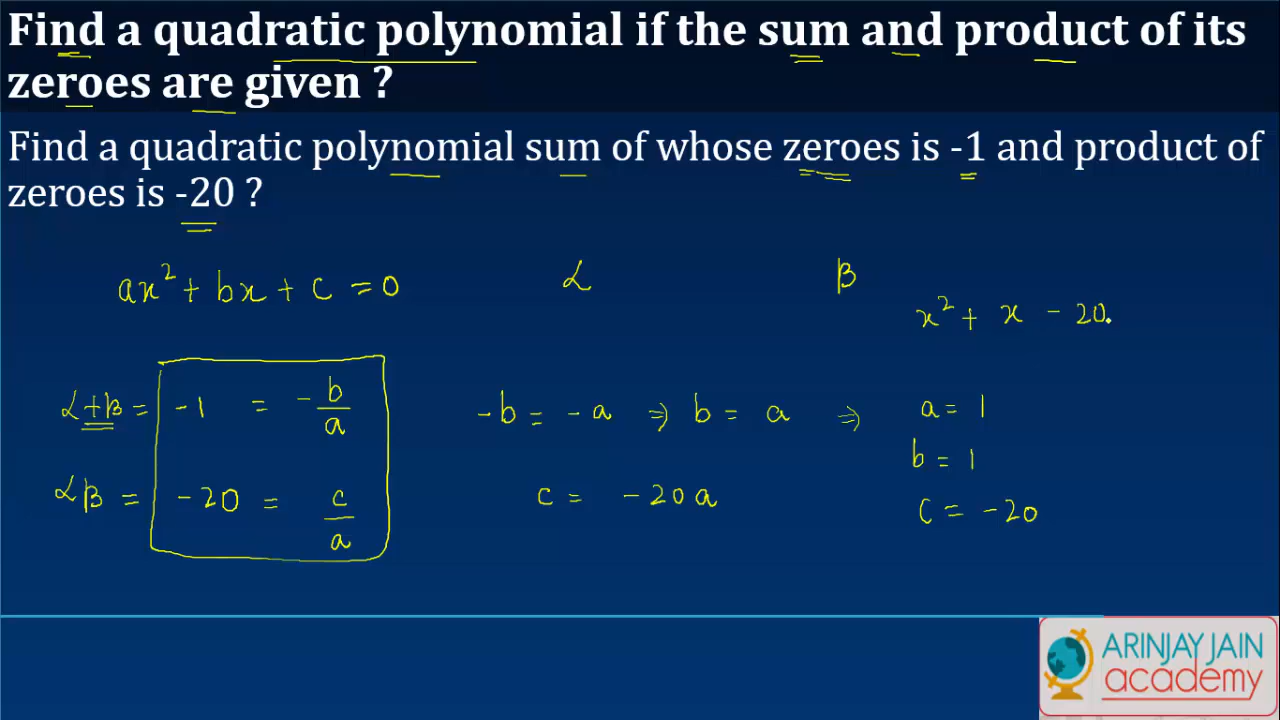 Find a quadratic polynomial if the sum and product of its
zeroes are given ?
Find a quadratic polynomial sum of whose zeroes is -1 and product of
zeroes is -20 ?
ax² + bx + c = 0
α
β
x² + x - 20.
α+β = -1 = - b/a
-b = -a ⇒ b = a ⇒
a = 1
b = 1
αβ = -20 = c/a
c = -20a
c = -20
ARINJAY JAIN
academy